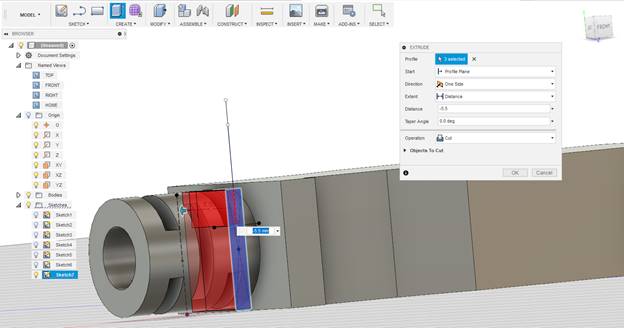 MODEL
SKETCH
CREATE
MODIFY
ASSEMBLE
CONSTRUCT
INSPECT
INSERT
MAKE
ADD-INS
SELECT
(Unsaved)
Document Settings
Named Views
TOP
FRONT
RIGHT
HOME
Origin
O
X
Y
Z
XY
XZ
YZ
Bodies
Sketches
Sketch1
Sketch2
Sketch3
Sketch4
Sketch5
Sketch6
Sketch7
-5.5 mm
EXTRUDE
Profile 3 selected
Start Profile Plane
Direction One Side
Extent Distance
Distance -5.5
Taper Angle 0.0 deg
Operation Cut
Objects To Cut
OK Cancel
FRONT